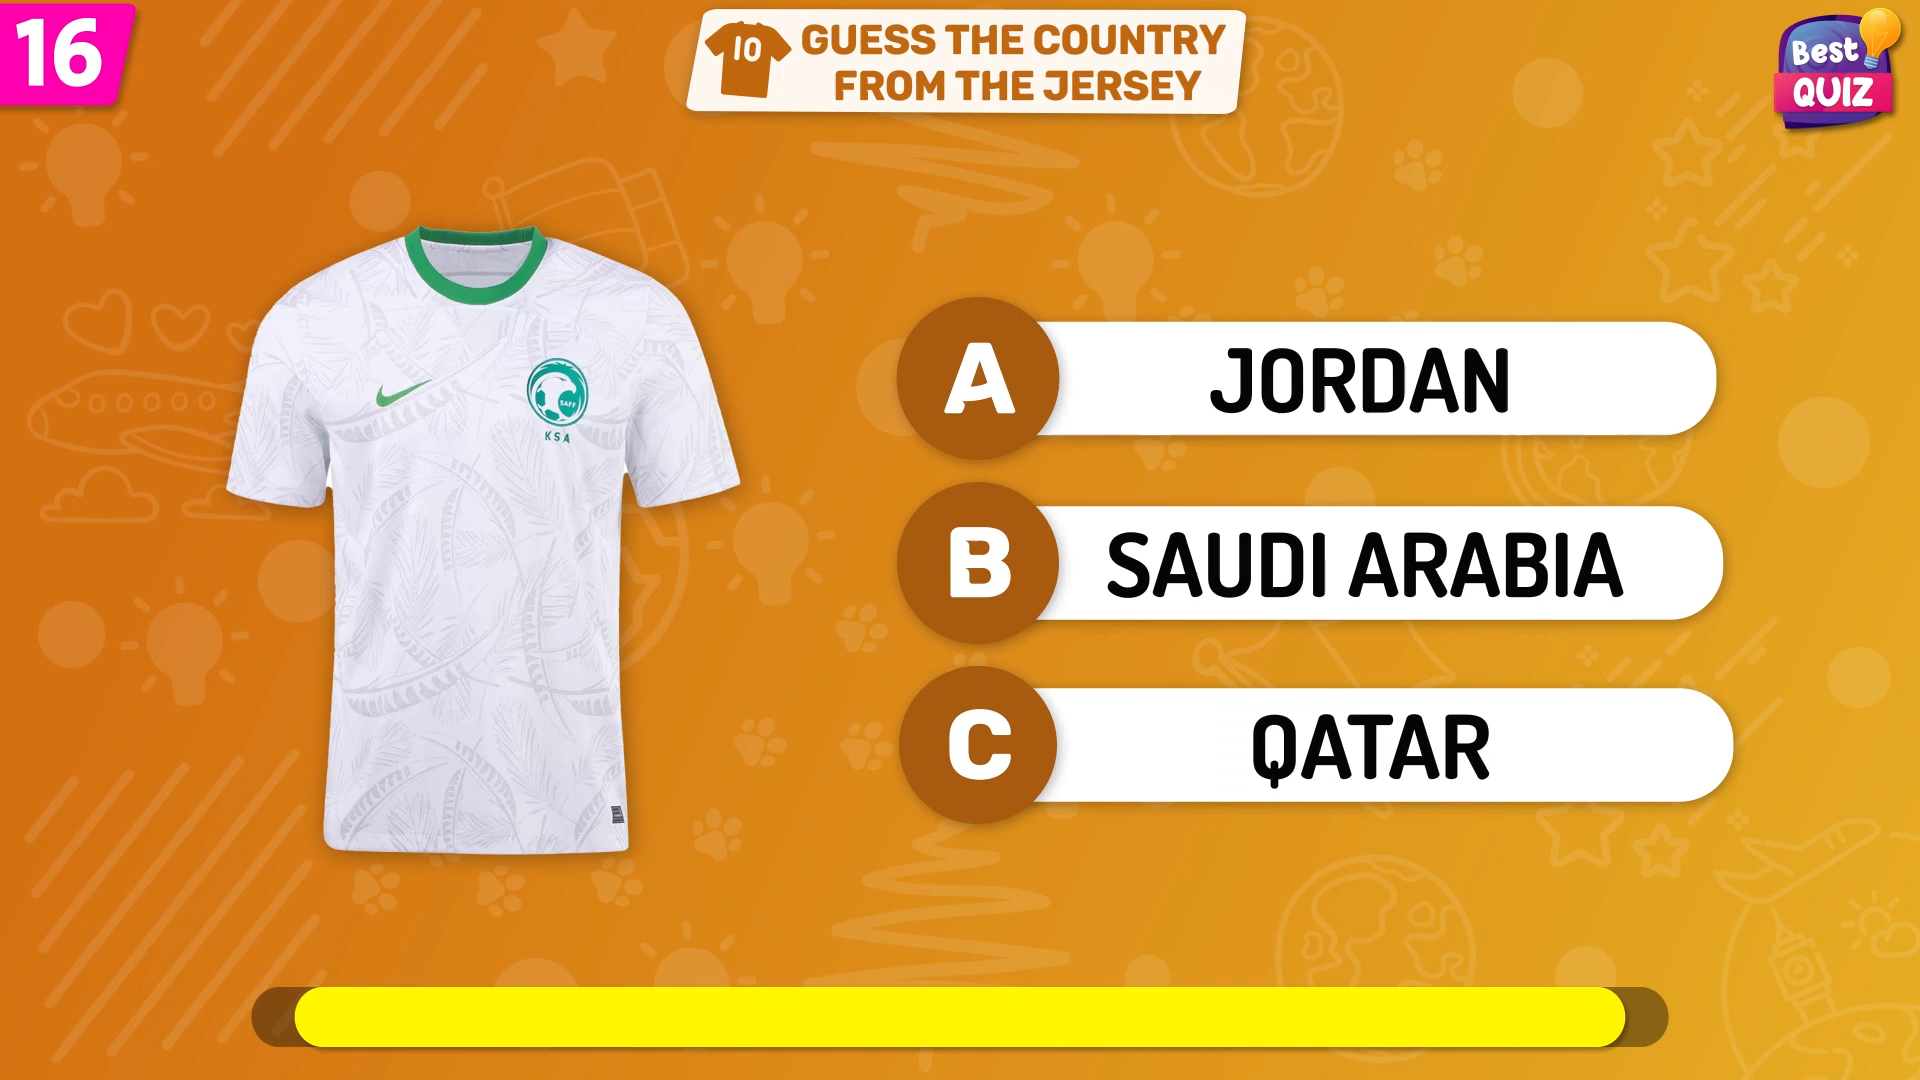 16
10
GUESS THE COUNTRY
FROM THE JERSEY
Best
QUIZ
SAFF
KSA
A
JORDAN
B
SAUDI ARABIA
C
QATAR